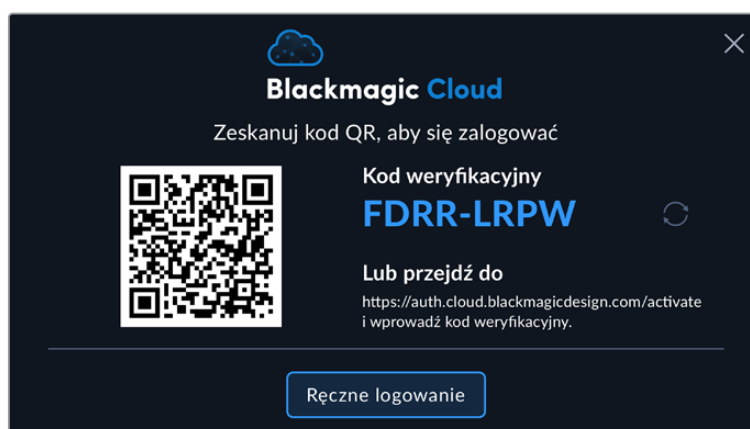 Blackmagic Cloud
Zeskanuj kod QR, aby się zalogować
Kod weryfikacyjny
FDRR-LRPW
Lub przejdź do
https://auth.cloud.blackmagicdesign.com/activate
i wprowadź kod weryfikacyjny.
Ręczne logowanie